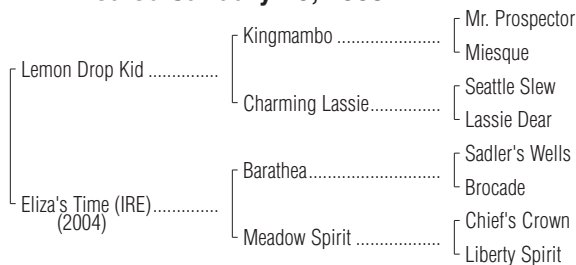 Kingmambo ................ Mr. Prospector
Miesque
Lemon Drop Kid ..............
Charming Lassie................ Seattle Slew
Lassie Dear
Barathea....................... Sadler's Wells
Brocade
Eliza's Time (IRE).............
(2004)
Meadow Spirit ................ Chief's Crown
Liberty Spirit